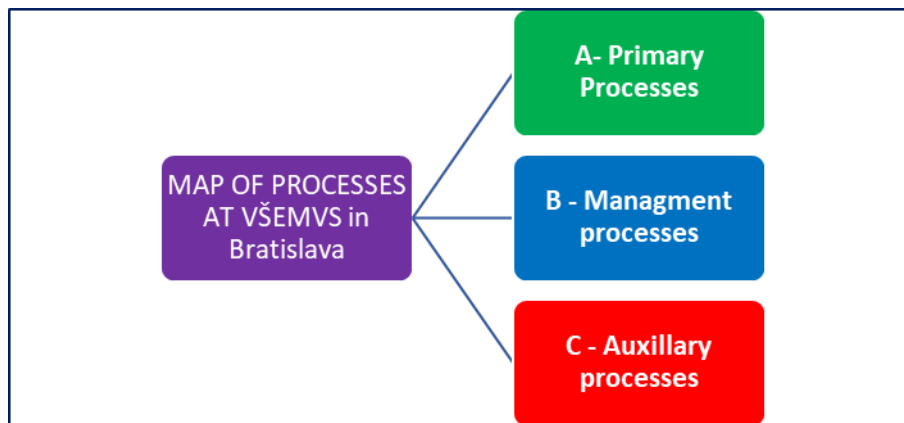 A- Primary
Processes
MAP OF PROCESSES
AT VŠEMVS in
Bratislava
B - Managment
processes
C - Auxillary
processes